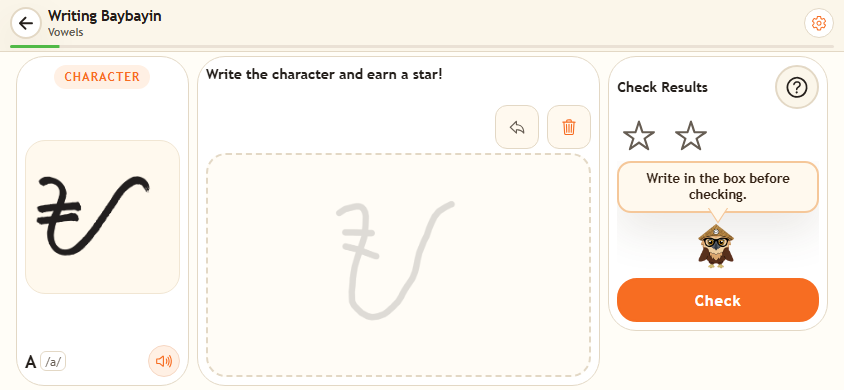 Writing Baybayin
Vowels
CHARACTER
ᜀ
A /a/
Write the character and earn a star!
ᜀ
Check Results
?
Write in the box before
checking.
Check